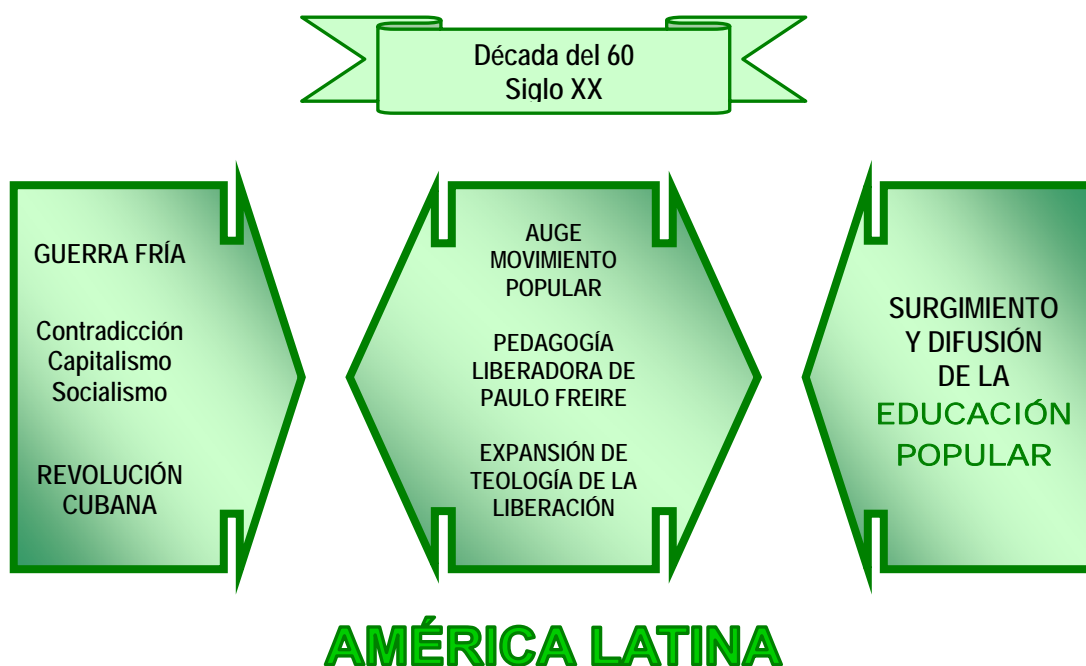 Década del 60
Siglo XX
GUERRA FRÍA
Contradicción
Capitalismo
Socialismo
REVOLUCIÓN
CUBANA
AUGE
MOVIMIENTO
POPULAR
PEDAGOGÍA
LIBERADORA DE
PAULO FREIRE
EXPANSIÓN DE
TEOLOGÍA DE LA
LIBERACIÓN
SURGIMIENTO
Y DIFUSIÓN
DE LA
EDUCACIÓN
POPULAR
AMÉRICA LATINA